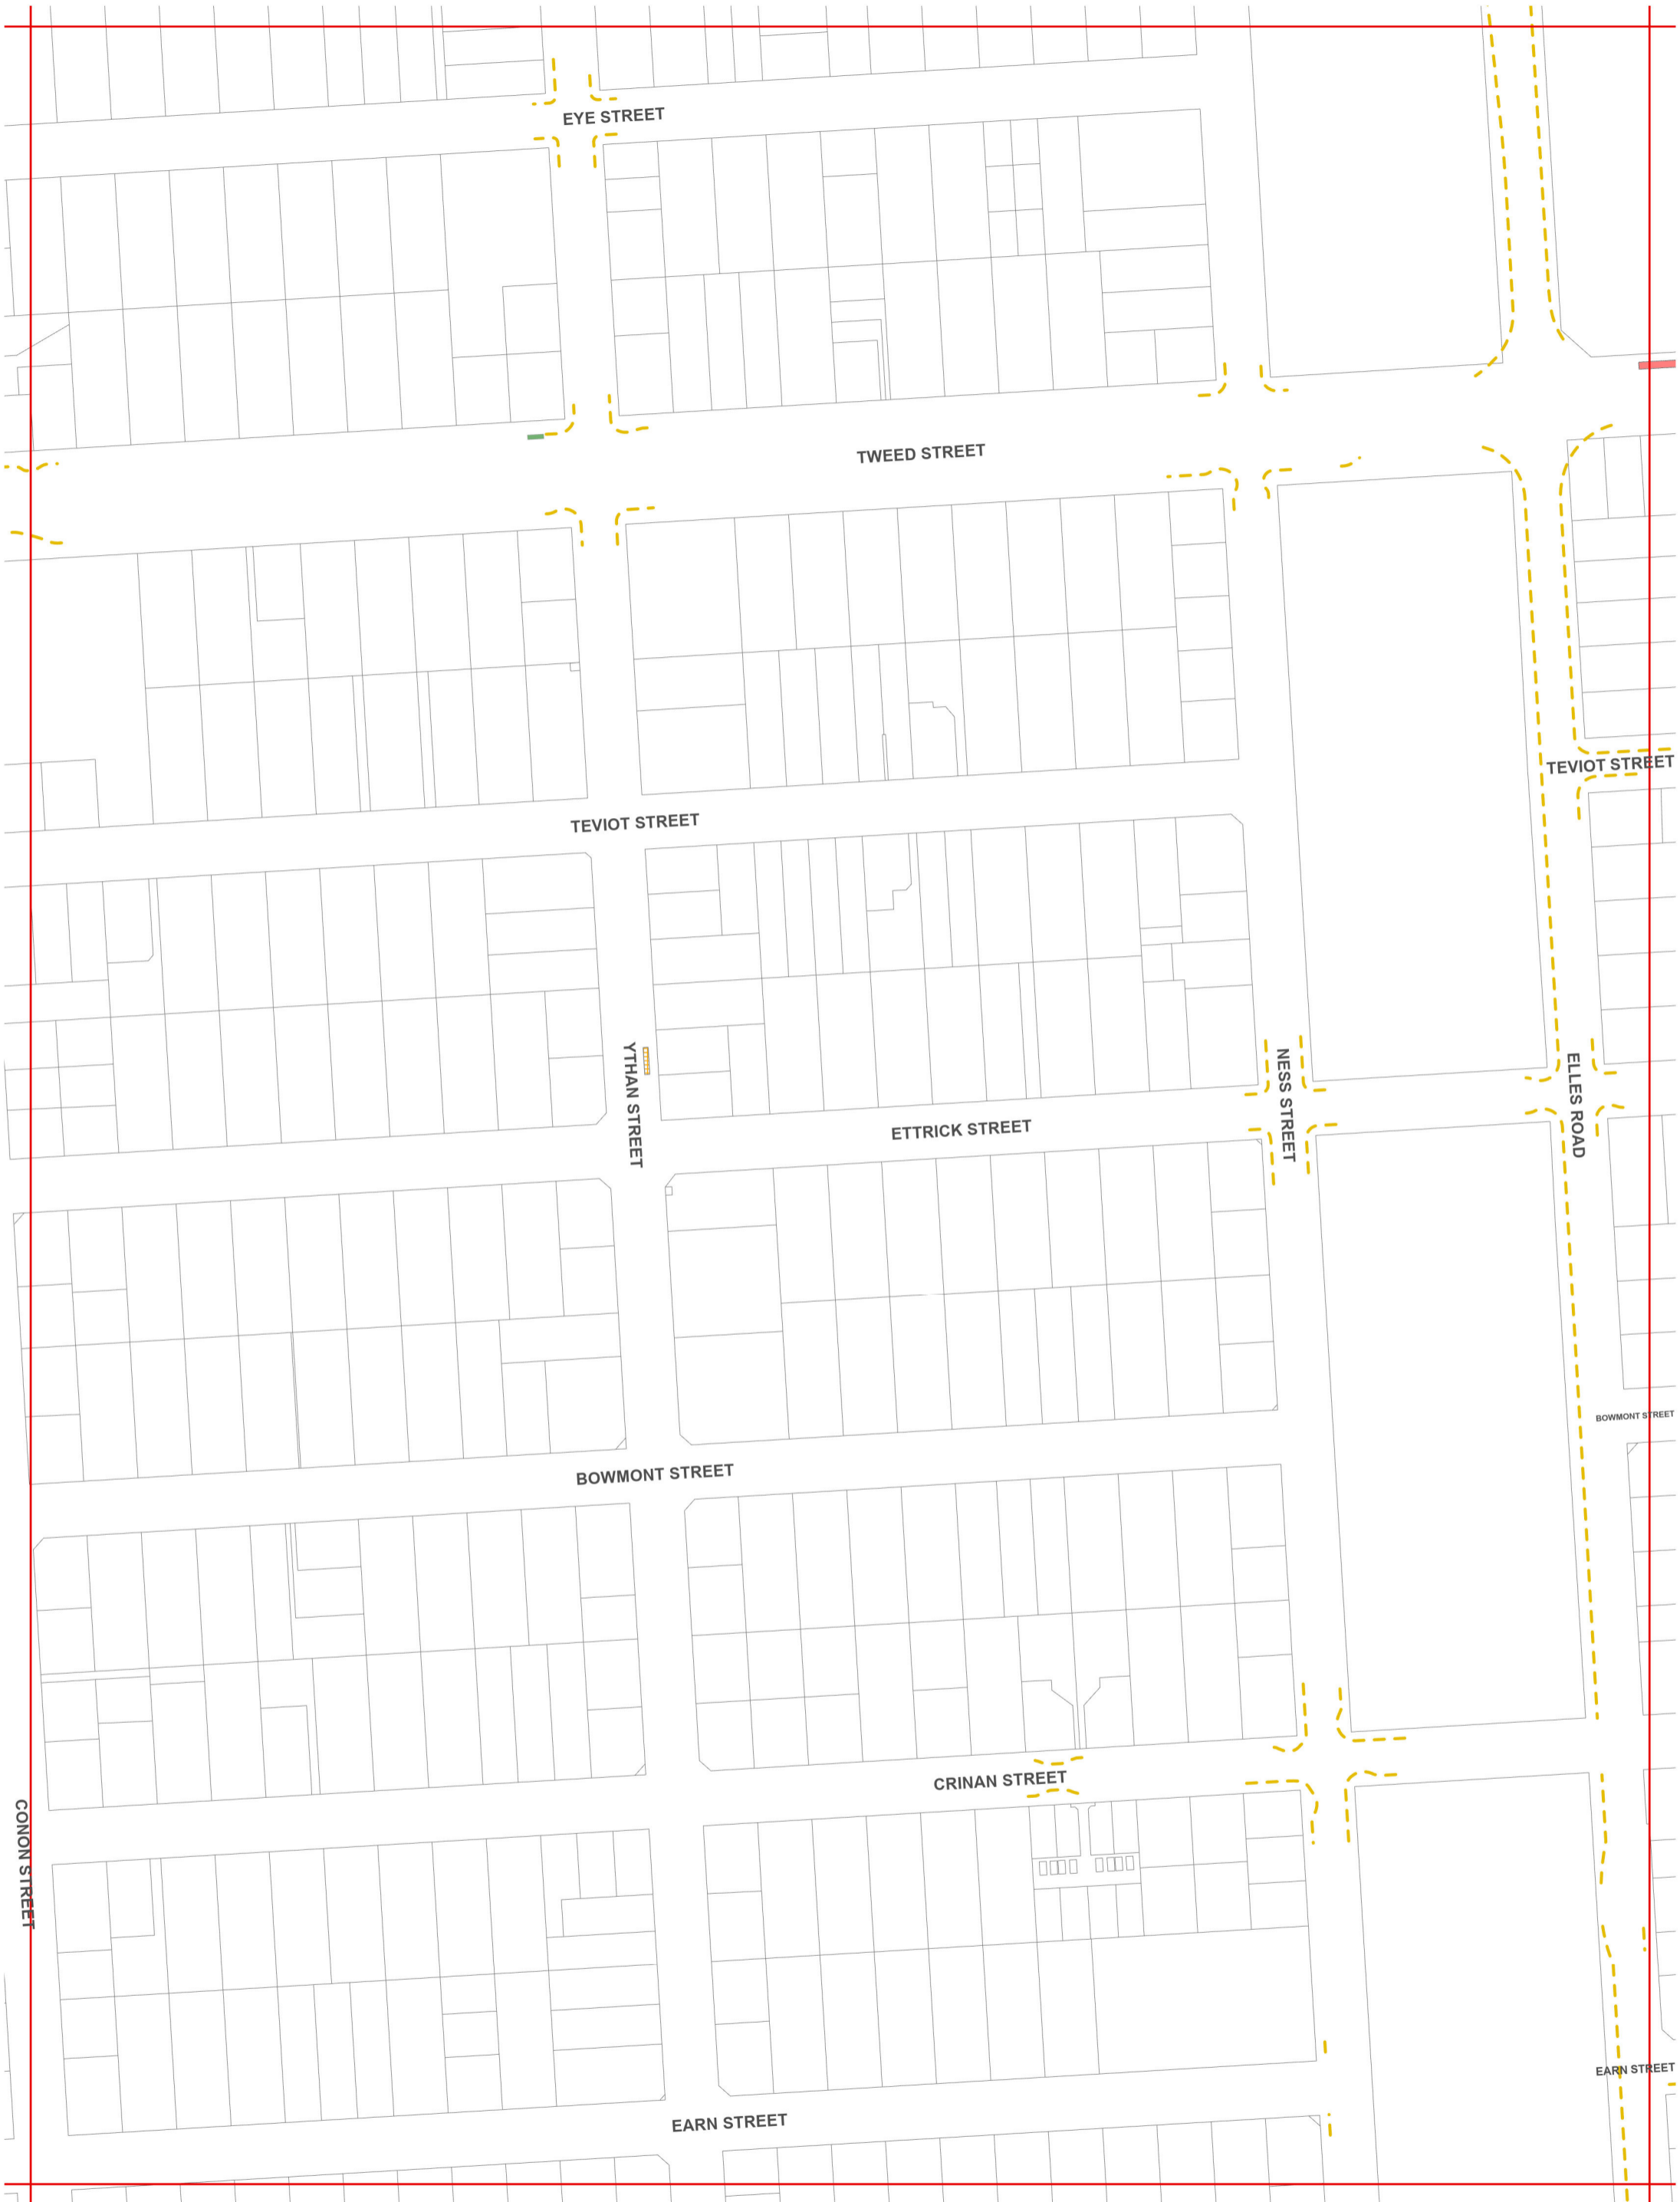 EYE STREET
TWEED STREET
TEVIOT STREET
TEVIOT STREET
YTHAN STREET
NESS STREET
ELLES ROAD
ETTRICK STREET
BOWMONT STREET
BOWMONT STREET
CRINAN STREET
CONON STREET
EARN STREET
EARN STREET